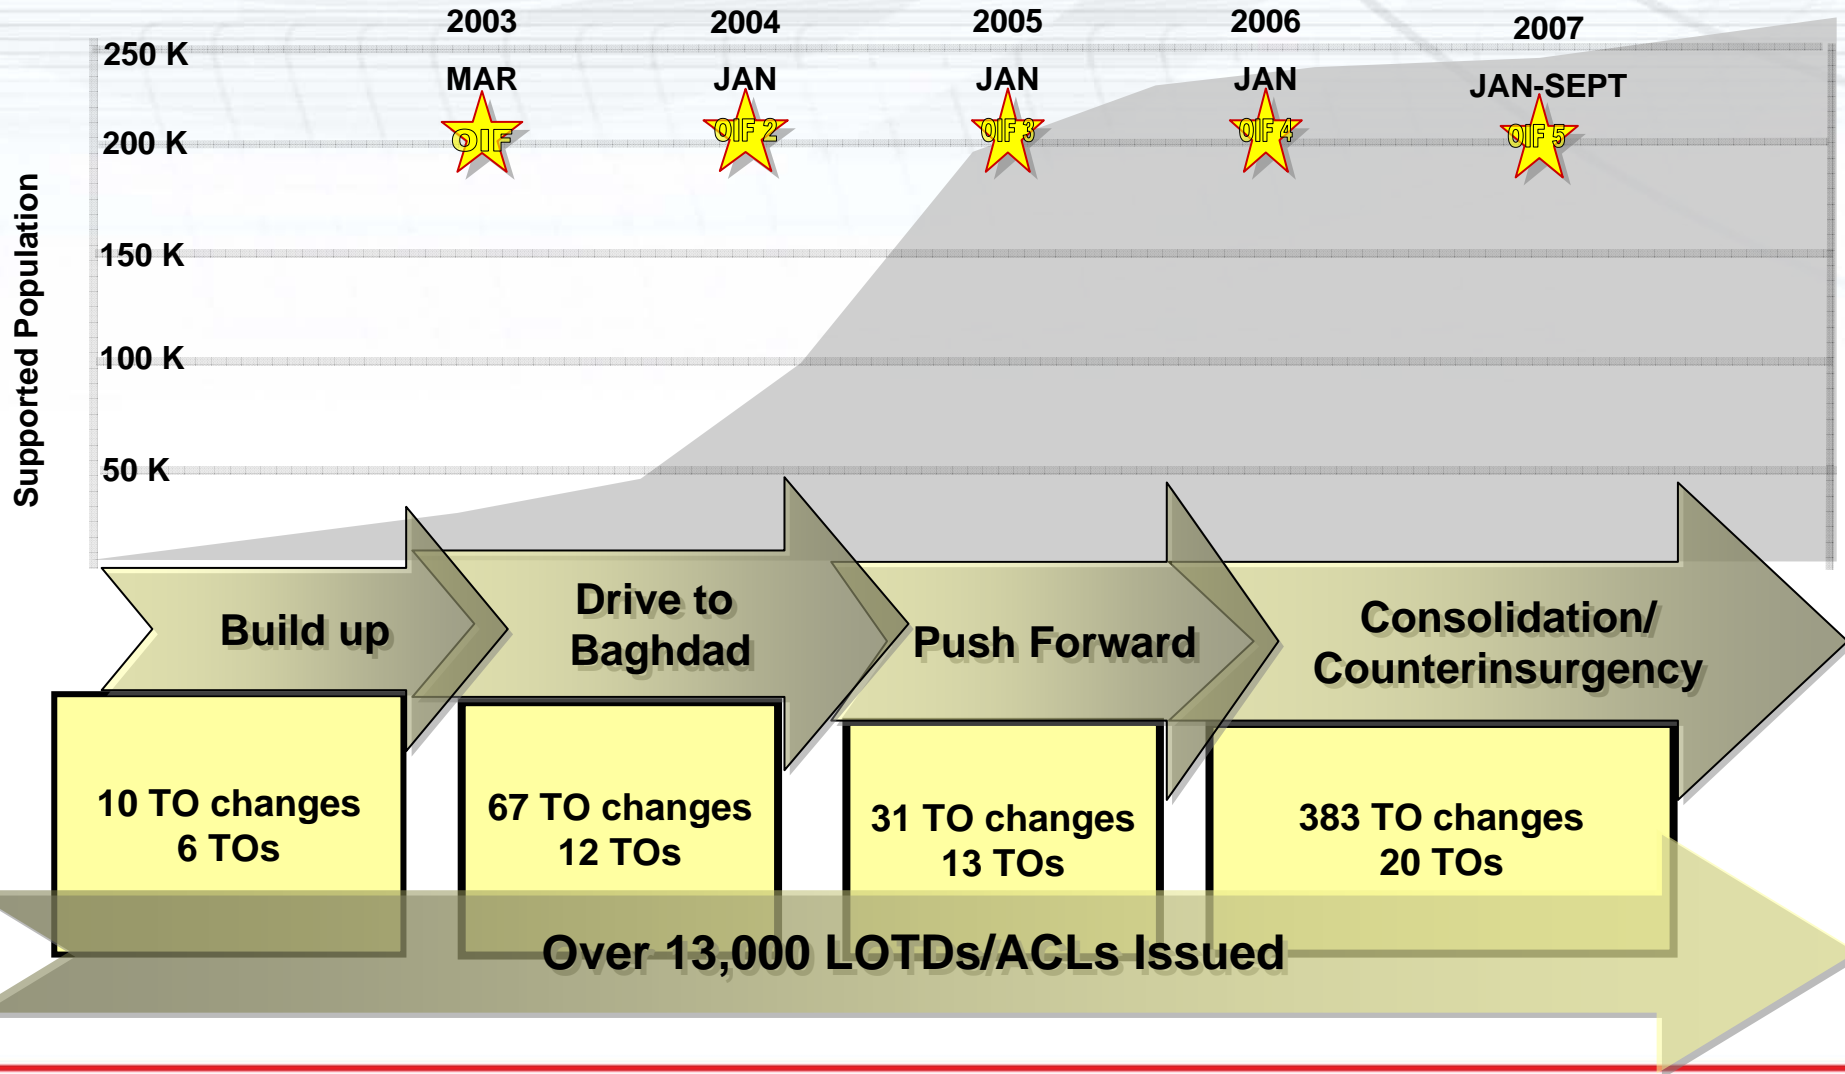 2003
2004
2005
2006
2007
MAR
JAN
JAN
JAN
JAN-SEPT
OIF
OIF 2
OIF 3
OIF 4
OIF 5
Supported Population
250 K
200 K
150 K
100 K
50 K
Build up
Drive to
Baghdad
Push Forward
Consolidation/
Counterinsurgency
10 TO changes
6 TOs
67 TO changes
12 TOs
31 TO changes
13 TOs
383 TO changes
20 TOs
Over 13,000 LOTDs/ACLs Issued